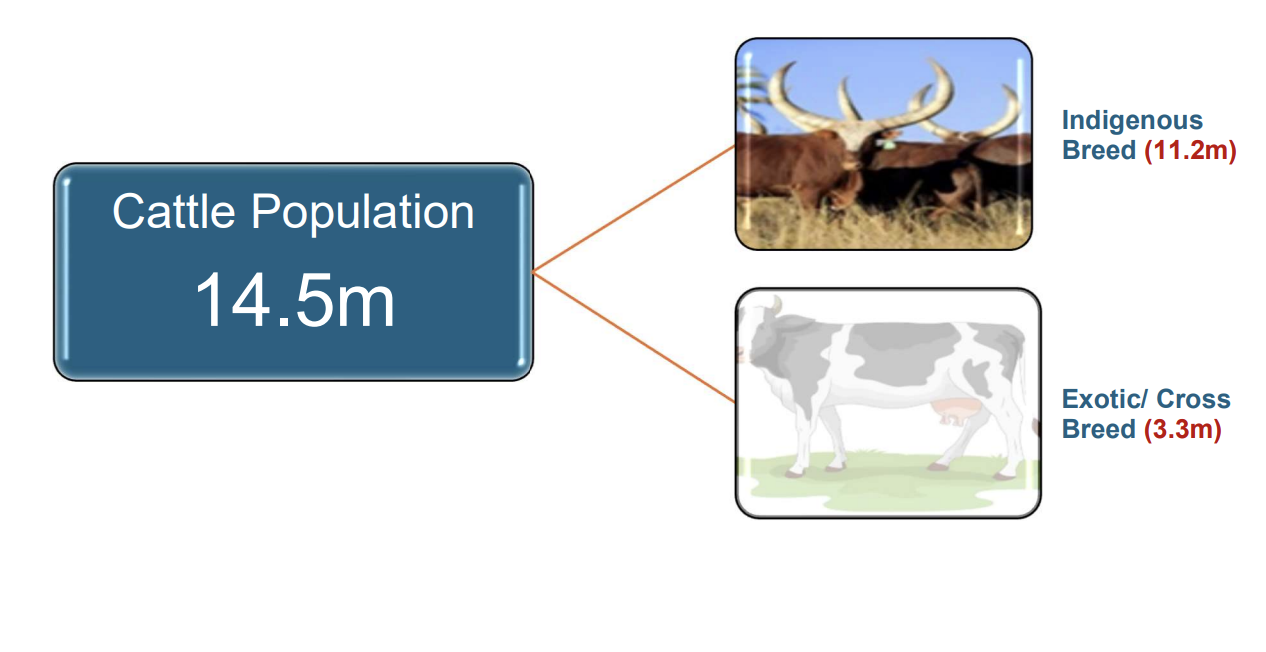 Cattle Population
14.5m
Indigenous
Breed (11.2m)
Exotic/ Cross
Breed (3.3m)